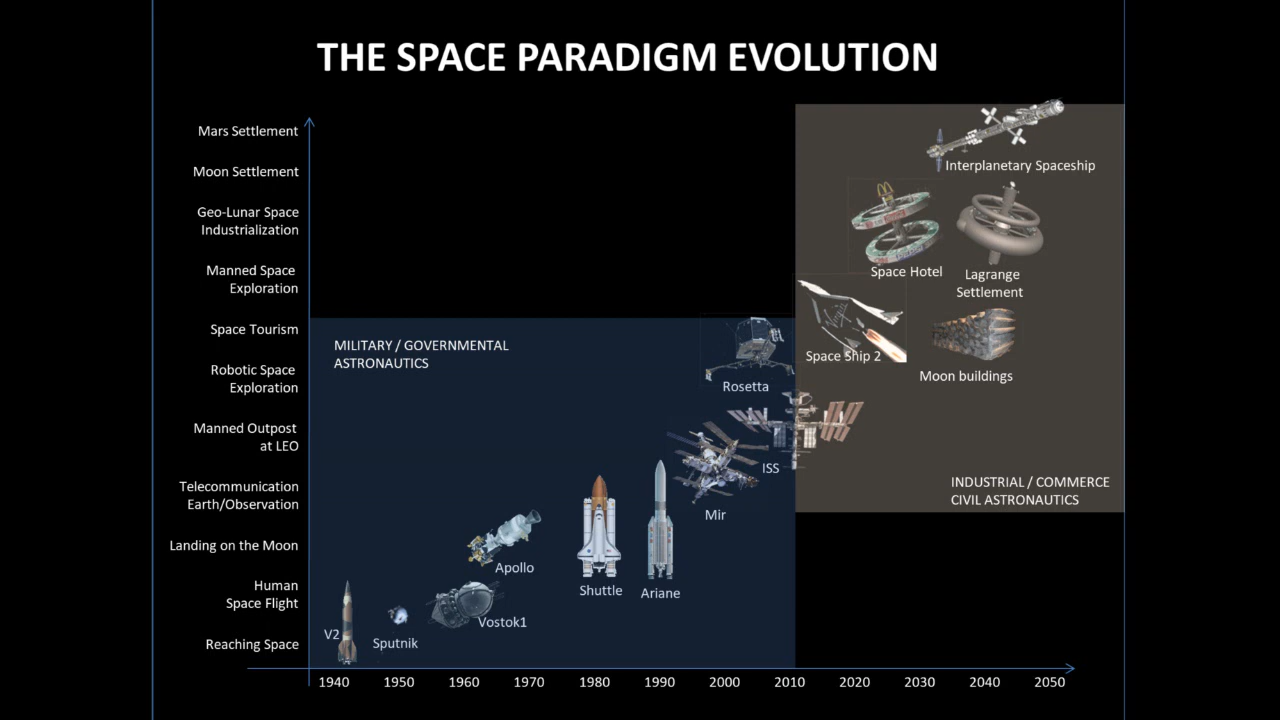 THE SPACE PARADIGM EVOLUTION
Mars Settlement
Moon Settlement
Geo-Lunar Space
Industrialization
Manned Space
Exploration
Space Tourism
Robotic Space
Exploration
Manned Outpost
at LEO
Telecommunication
Earth/Observation
Landing on the Moon
Human
Space Flight
Reaching Space
MILITARY / GOVERNMENTAL
ASTRONAUTICS
V2
Sputnik
Vostok1
Apollo
Shuttle
Ariane
Mir
ISS
Rosetta
Space Ship 2
Space Hotel
Lagrange
Settlement
Interplanetary Spaceship
Moon buildings
INDUSTRIAL / COMMERCE
CIVIL ASTRONAUTICS
1940 1950 1960 1970 1980 1990 2000 2010 2020 2030 2040 2050